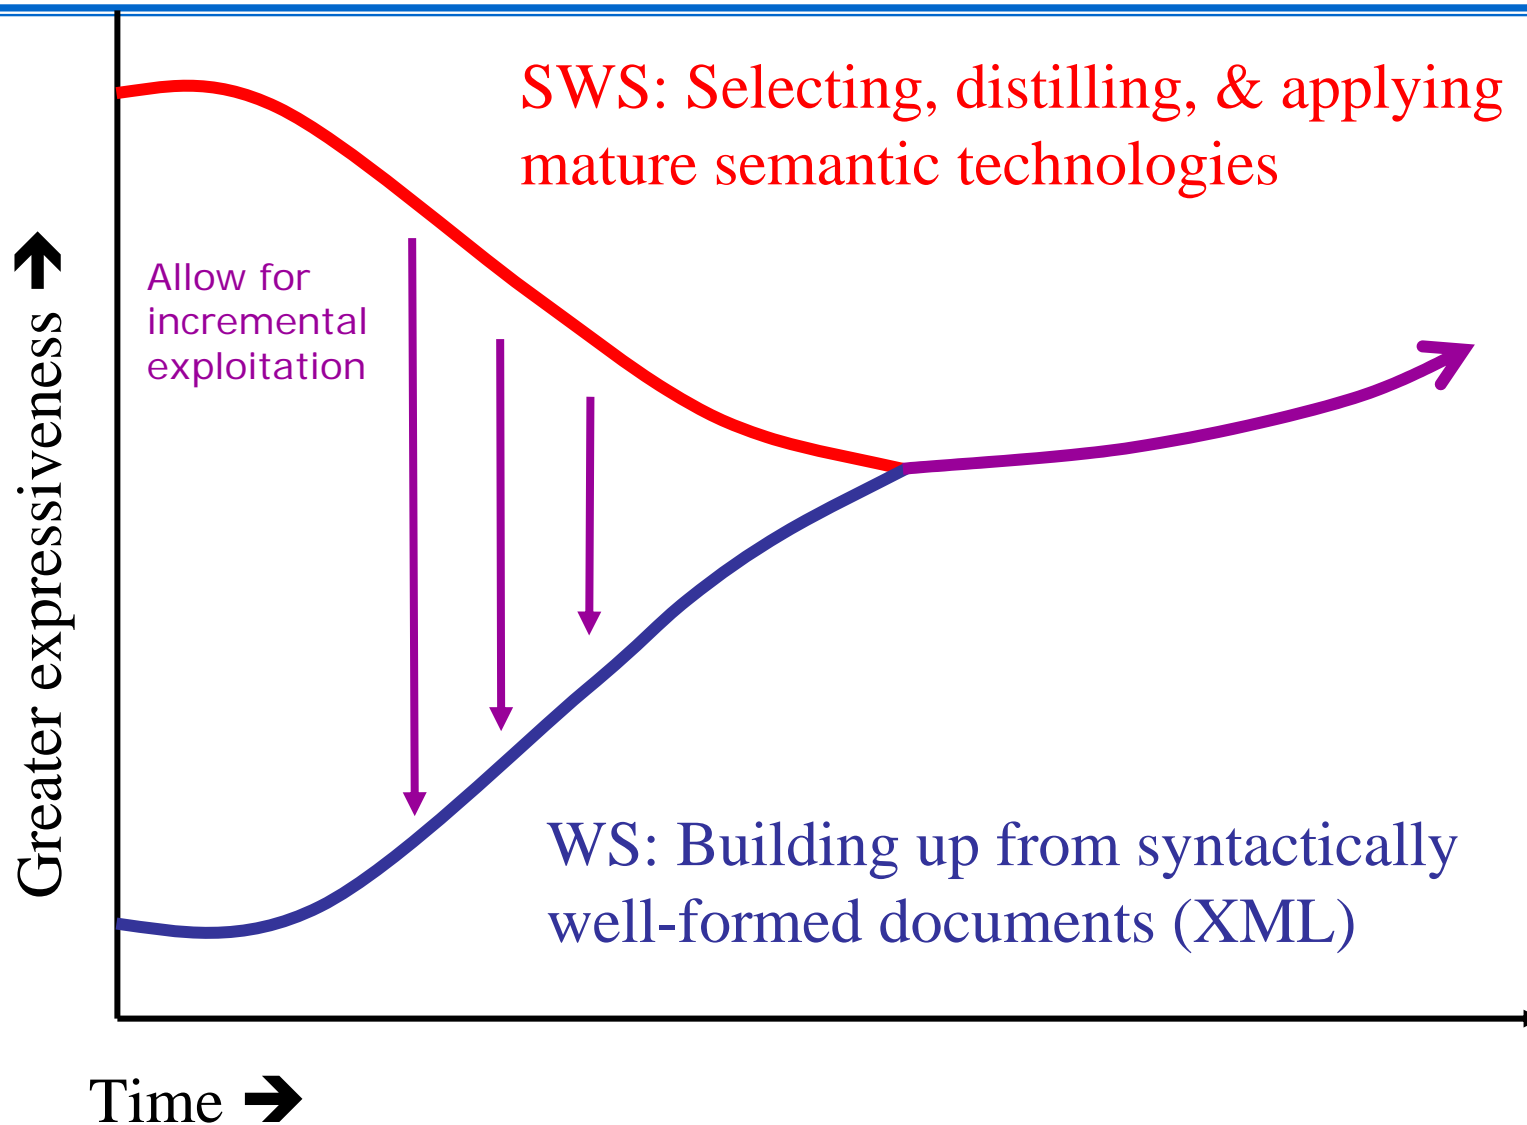 SWS: Selecting, distilling, & applying
mature semantic technologies
Allow for
incremental
exploitation
Greater expressiveness ➔
WS: Building up from syntactically
well-formed documents (XML)
Time ➔